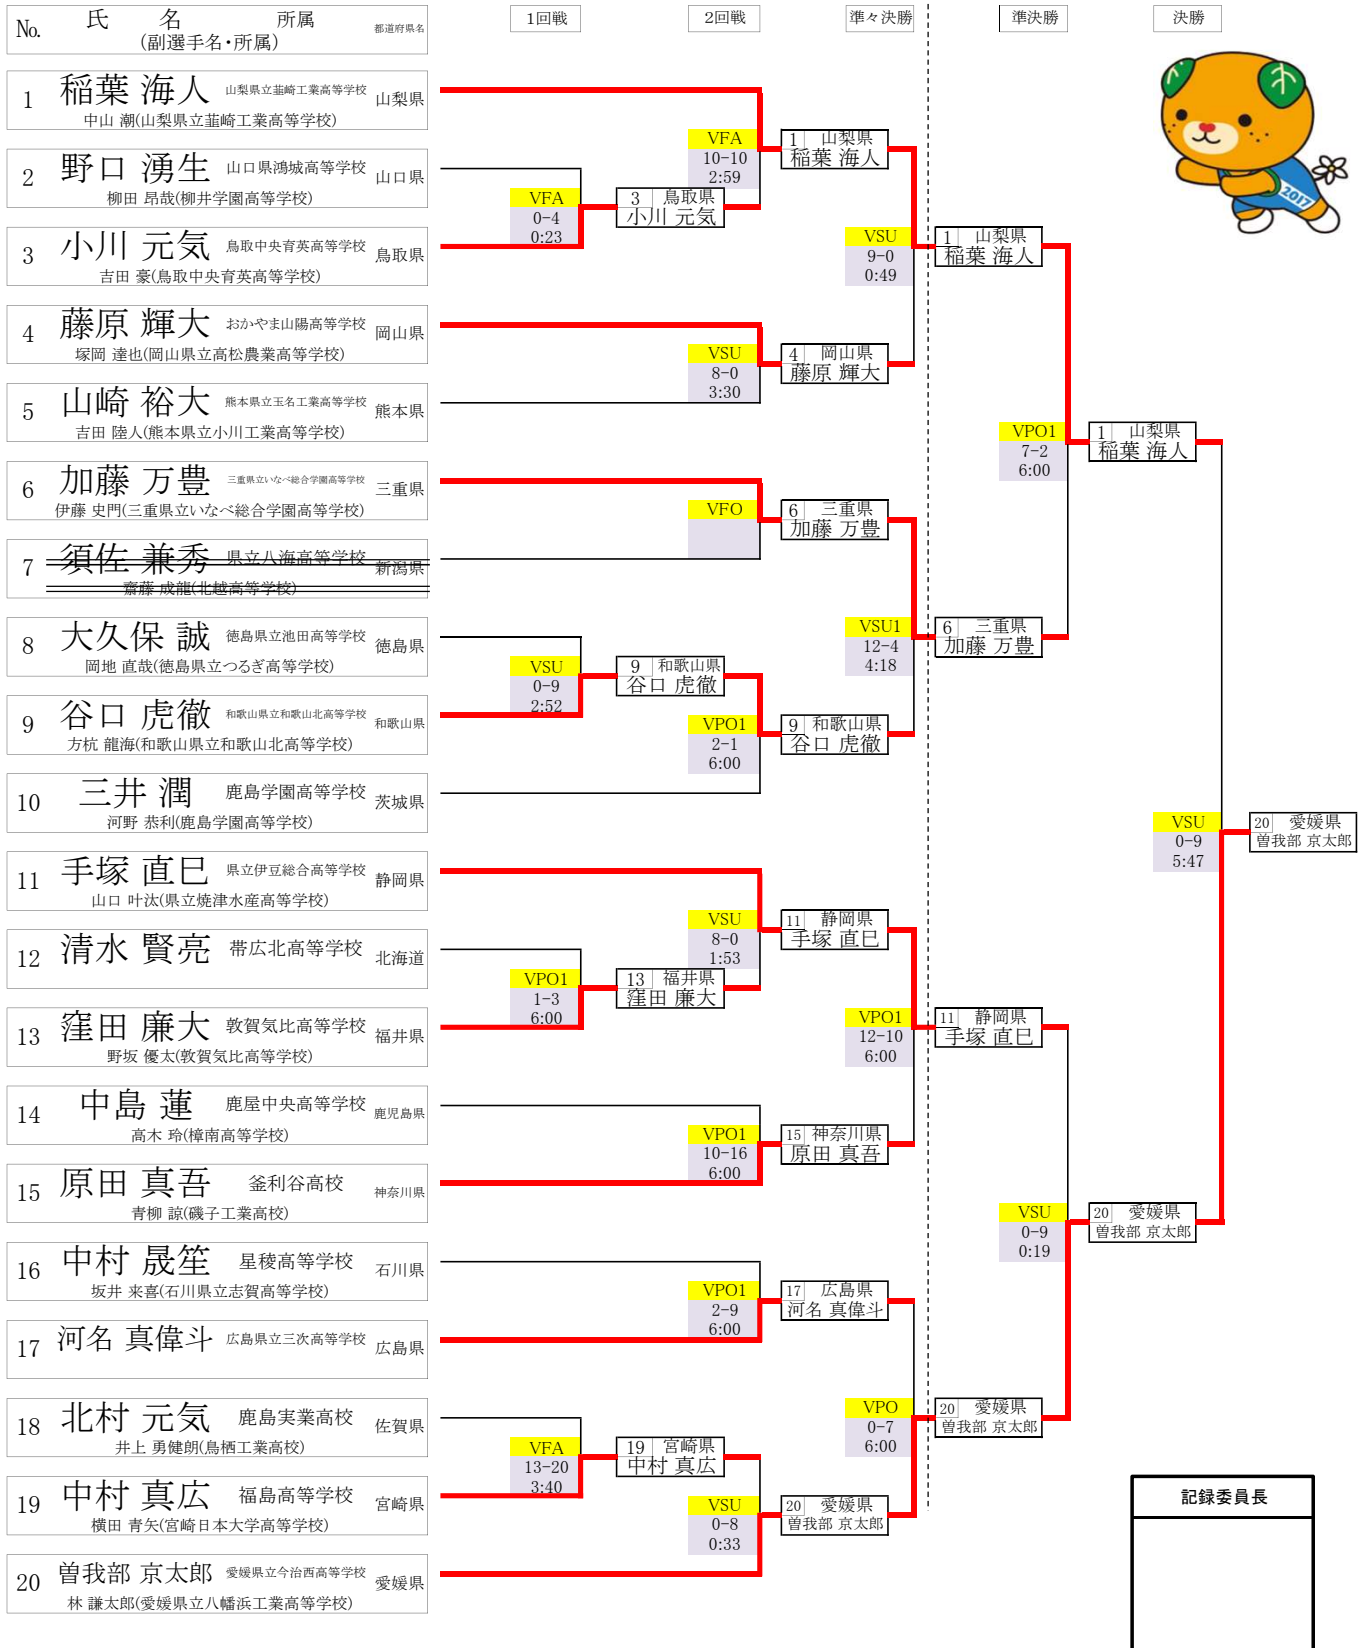 No. 氏 名 所属 都道府県名
(副選手名・所属)
1回戦 2回戦 準々決勝 準決勝 決勝
1 稲葉 海人 山梨県立韮崎工業高等学校 山梨県
中山 潮(山梨県立韮崎工業高等学校)
2 野口 湧生 山口県鴻城高等学校 山口県
柳田 昂哉(柳井学園高等学校)
3 小川 元気 鳥取中央育英高等学校 鳥取県
吉田 豪(鳥取中央育英高等学校)
4 藤原 輝大 おかやま山陽高等学校 岡山県
塚岡 達也(岡山県立高松農業高等学校)
5 山崎 裕大 熊本県立玉名工業高等学校 熊本県
吉田 陸人(熊本県立小川工業高等学校)
6 加藤 万豊 三重県立いなべ総合学園高等学校 三重県
伊藤 史門(三重県立いなべ総合学園高等学校)
7 須佐 兼秀 県立八海高等学校 新潟県
齋藤 成龍(北越高等学校)
8 大久保 誠 徳島県立池田高等学校 徳島県
岡地 直哉(徳島県立つるぎ高等学校)
9 谷口 虎徹 和歌山県立和歌山北高等学校 和歌山県
方杭 龍海(和歌山県立和歌山北高等学校)
10 三井 潤 鹿島学園高等学校 茨城県
河野 恭利(鹿島学園高等学校)
11 手塚 直巳 県立伊豆総合高等学校 静岡県
山口 叶汰(県立焼津水産高等学校)
12 清水 賢亮 帯広北高等学校 北海道
13 窪田 廉大 敦賀気比高等学校 福井県
野坂 優太(敦賀気比高等学校)
14 中島 蓮 鹿屋中央高等学校 鹿児島県
高木 玲(樟南高等学校)
15 原田 真吾 釜利谷高校 神奈川県
青柳 諒(磯子工業高校)
16 中村 晟笙 星稜高等学校 石川県
坂井 来喜(石川県立志賀高等学校)
17 河名 真偉斗 広島県立三次高等学校 広島県
18 北村 元気 鹿島実業高校 佐賀県
井上 勇健朗(鳥栖工業高校)
19 中村 真広 福島高等学校 宮崎県
横田 青矢(宮崎日本大学高等学校)
20 曽我部 京太郎 愛媛県立今治西高等学校 愛媛県
林 謙太郎(愛媛県立八幡浜工業高等学校)
VFA
0-4
0:23
3 鳥取県
小川 元気
VSU
0-9
2:52
9 和歌山県
谷口 虎徹
VPO1
1-3
6:00
13 福井県
窪田 廉大
VFA
13-20
3:40
19 宮崎県
中村 真広
VFA
10-10
2:59
1 山梨県
稲葉 海人
VSU
8-0
3:30
4 岡山県
藤原 輝大
VFO
6 三重県
加藤 万豊
VPO1
2-1
6:00
9 和歌山県
谷口 虎徹
VSU
8-0
1:53
11 静岡県
手塚 直巳
VPO1
10-16
6:00
15 神奈川県
原田 真吾
VPO1
2-9
6:00
17 広島県
河名 真偉斗
VSU
0-8
0:33
20 愛媛県
曽我部 京太郎
VSU
9-0
0:49
1 山梨県
稲葉 海人
VSU1
12-4
4:18
6 三重県
加藤 万豊
VPO1
12-10
6:00
11 静岡県
手塚 直巳
VPO
0-7
6:00
20 愛媛県
曽我部 京太郎
VPO1
7-2
6:00
1 山梨県
稲葉 海人
VSU
0-9
0:19
20 愛媛県
曽我部 京太郎
VSU
0-9
5:47
20 愛媛県
曽我部 京太郎
2017
記録委員長